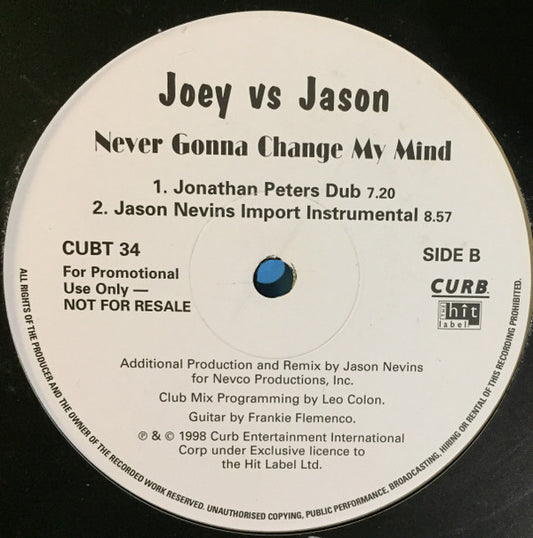 Joey vs Jason
Never Gonna Change My Mind
1. Jonathan Peters Dub 7.20
2. Jason Nevins Import Instrumental 8.57
CUBT 34
SIDE B
For Promotional
Use Only —
NOT FOR RESALE
CURB
THE
hit
label
Additional Production and Remix by Jason Nevins
for Nevco Productions, Inc.
Club Mix Programming by Leo Colon.
Guitar by Frankie Flemenco.
℗ & © 1998 Curb Entertainment International
Corp under Exclusive licence to
the Hit Label Ltd.
ALL RIGHTS OF THE PRODUCER AND THE OWNER OF THE RECORDED WORK RESERVED. UNAUTHORISED COPYING, PUBLIC PERFORMANCE, BROADCASTING, HIRING OR RENTAL OF THIS RECORDING PROHIBITED.